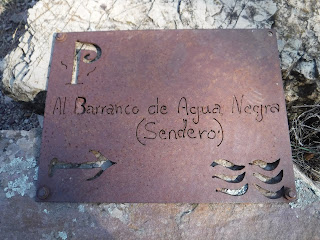 P
Al Barranco de Agua Negra
(Sendero)